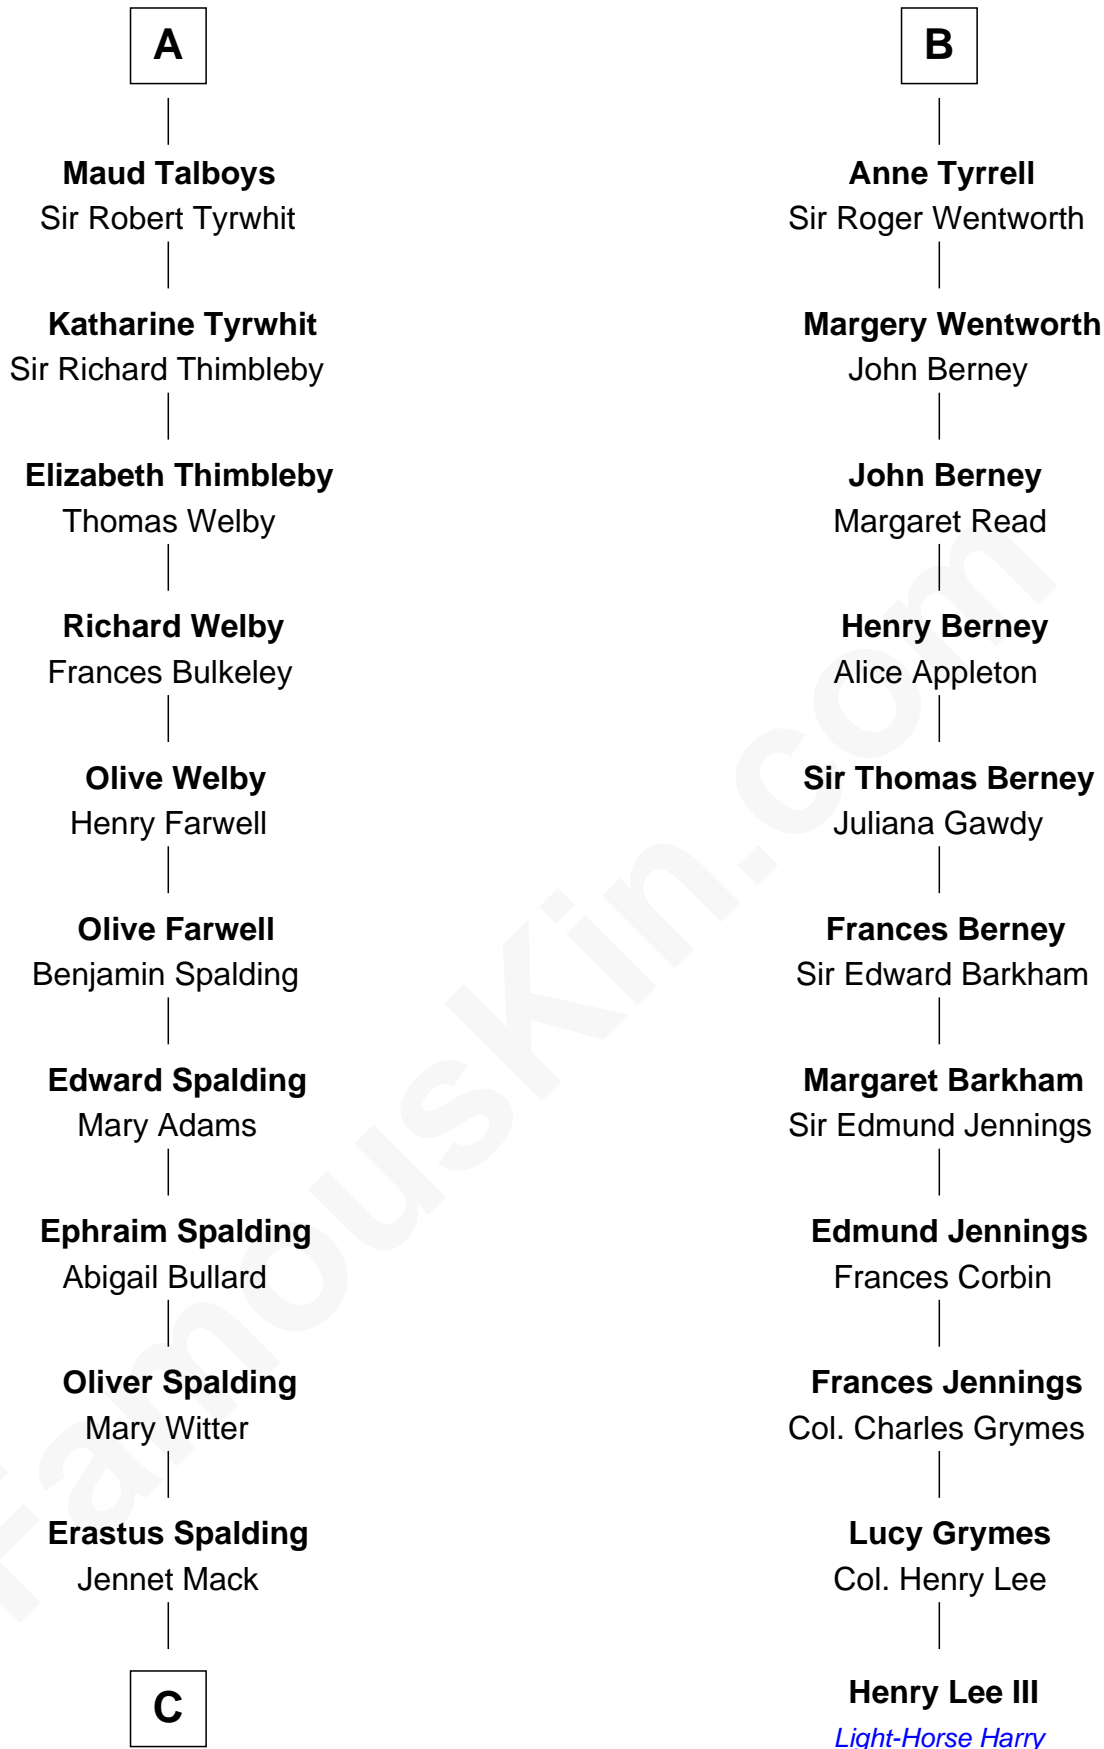 A
Maud Talboys
Sir Robert Tyrwhit
Katharine Tyrwhit
Sir Richard Thimbleby
Elizabeth Thimbleby
Thomas Welby
Richard Welby
Frances Bulkeley
Olive Welby
Henry Farwell
Olive Farwell
Benjamin Spalding
Edward Spalding
Mary Adams
Ephraim Spalding
Abigail Bullard
Oliver Spalding
Mary Witter
Erastus Spalding
Jennet Mack
C
B
Anne Tyrrell
Sir Roger Wentworth
Margery Wentworth
John Berney
John Berney
Margaret Read
Henry Berney
Alice Appleton
Sir Thomas Berney
Juliana Gawdy
Frances Berney
Sir Edward Barkham
Margaret Barkham
Sir Edmund Jennings
Edmund Jennings
Frances Corbin
Frances Jennings
Col. Charles Grymes
Lucy Grymes
Col. Henry Lee
Henry Lee III
Light-Horse Harry
FamousKin.com